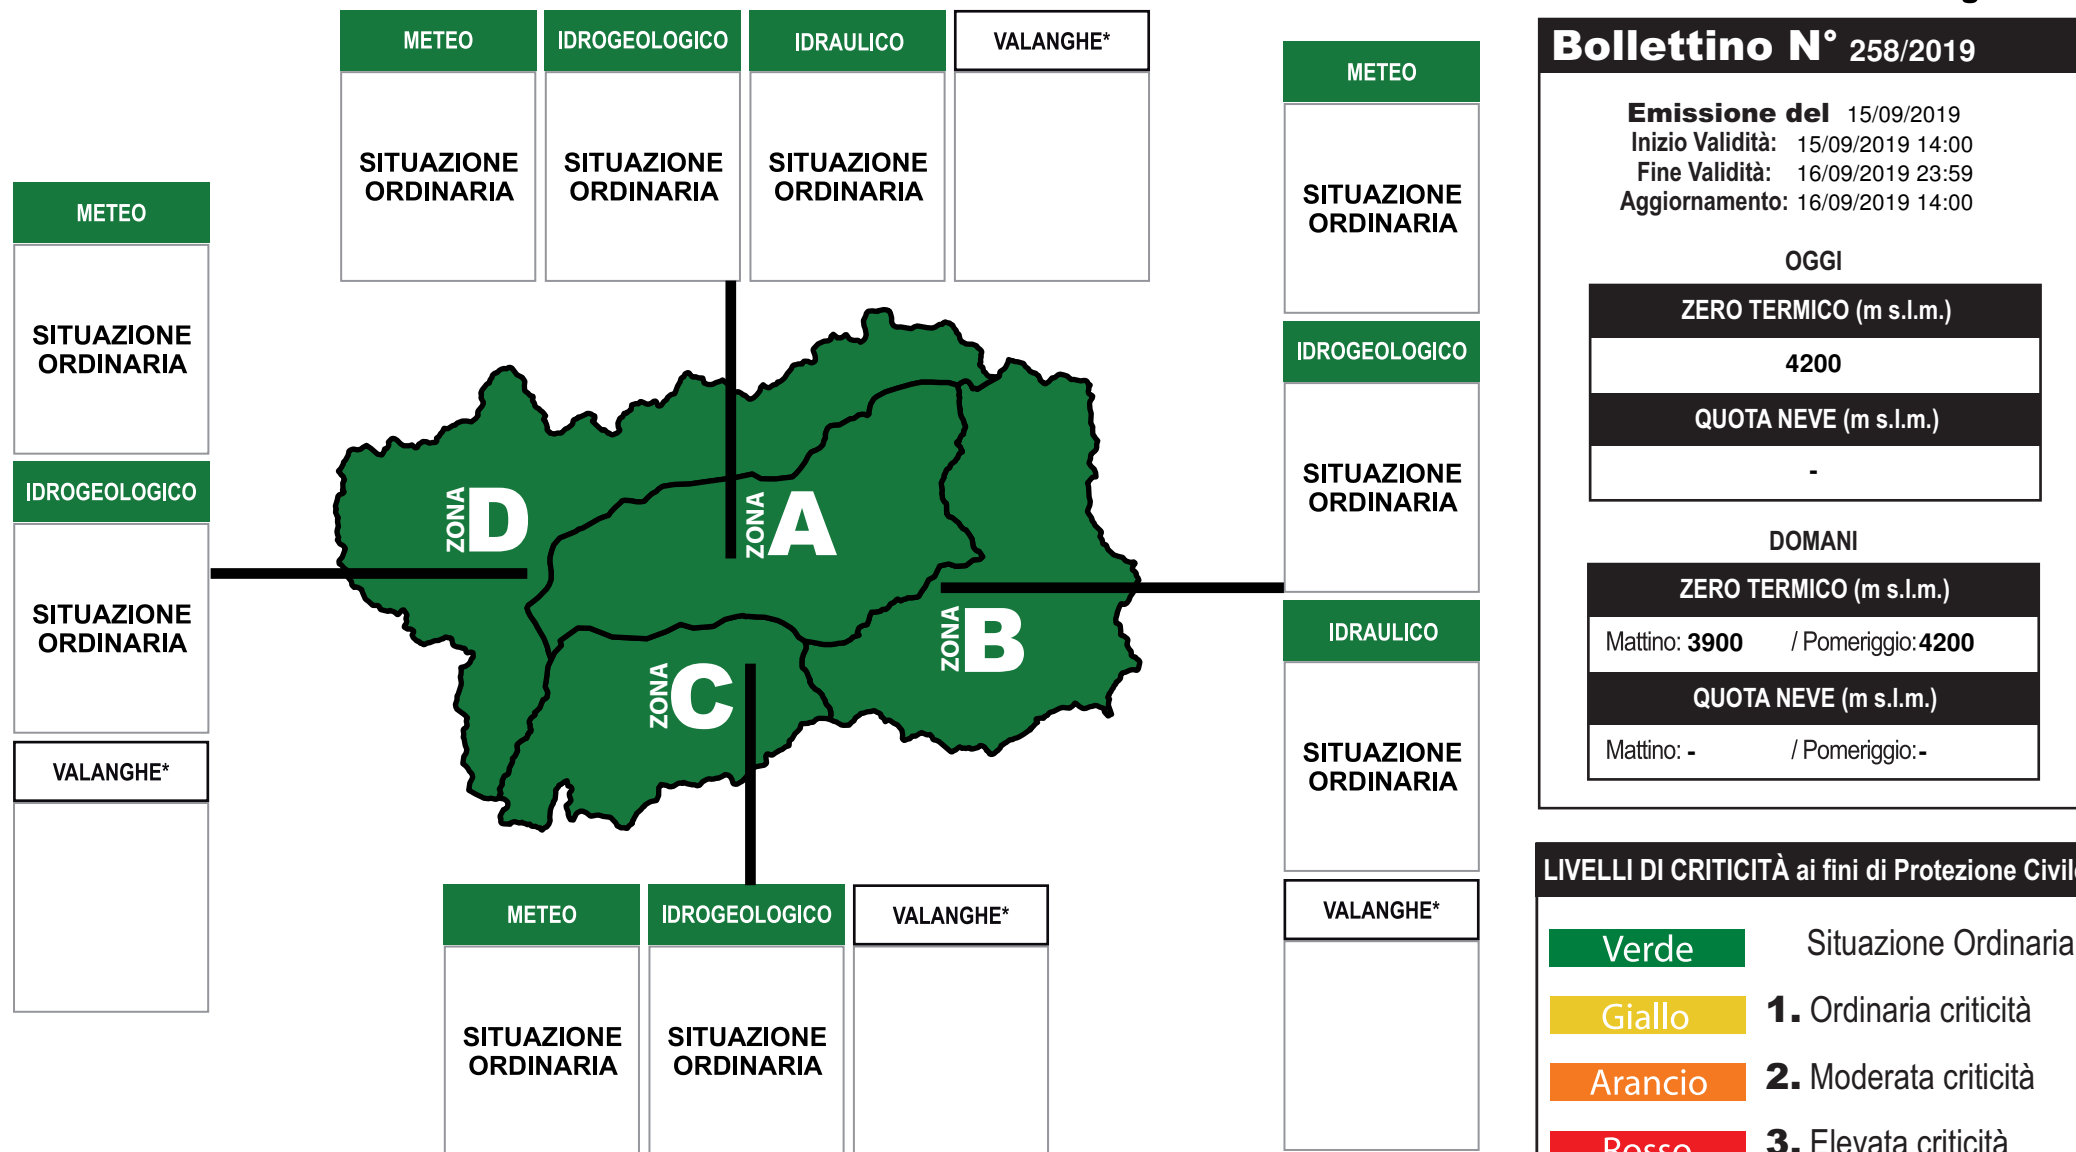 METEO
IDROGEOLOGICO
IDRAULICO
VALANGHE*
SITUAZIONE
ORDINARIA
SITUAZIONE
ORDINARIA
SITUAZIONE
ORDINARIA
METEO
SITUAZIONE
ORDINARIA
IDROGEOLOGICO
SITUAZIONE
ORDINARIA
VALANGHE*
ZONA D
ZONA A
ZONA B
ZONA C
METEO
SITUAZIONE
ORDINARIA
IDROGEOLOGICO
SITUAZIONE
ORDINARIA
IDRAULICO
SITUAZIONE
ORDINARIA
VALANGHE*
METEO
IDROGEOLOGICO
VALANGHE*
SITUAZIONE
ORDINARIA
SITUAZIONE
ORDINARIA
Bollettino N° 258/2019
Emissione del 15/09/2019
Inizio Validità: 15/09/2019 14:00
Fine Validità: 16/09/2019 23:59
Aggiornamento: 16/09/2019 14:00
OGGI
ZERO TERMICO (m s.l.m.)
4200
QUOTA NEVE (m s.l.m.)
-
DOMANI
ZERO TERMICO (m s.l.m.)
Mattino: 3900 / Pomeriggio: 4200
QUOTA NEVE (m s.l.m.)
Mattino: - / Pomeriggio: -
LIVELLI DI CRITICITÀ ai fini di Protezione Civile
Verde Situazione Ordinaria
Giallo 1. Ordinaria criticità
Arancio 2. Moderata criticità
Rosso 3. Elevata criticità